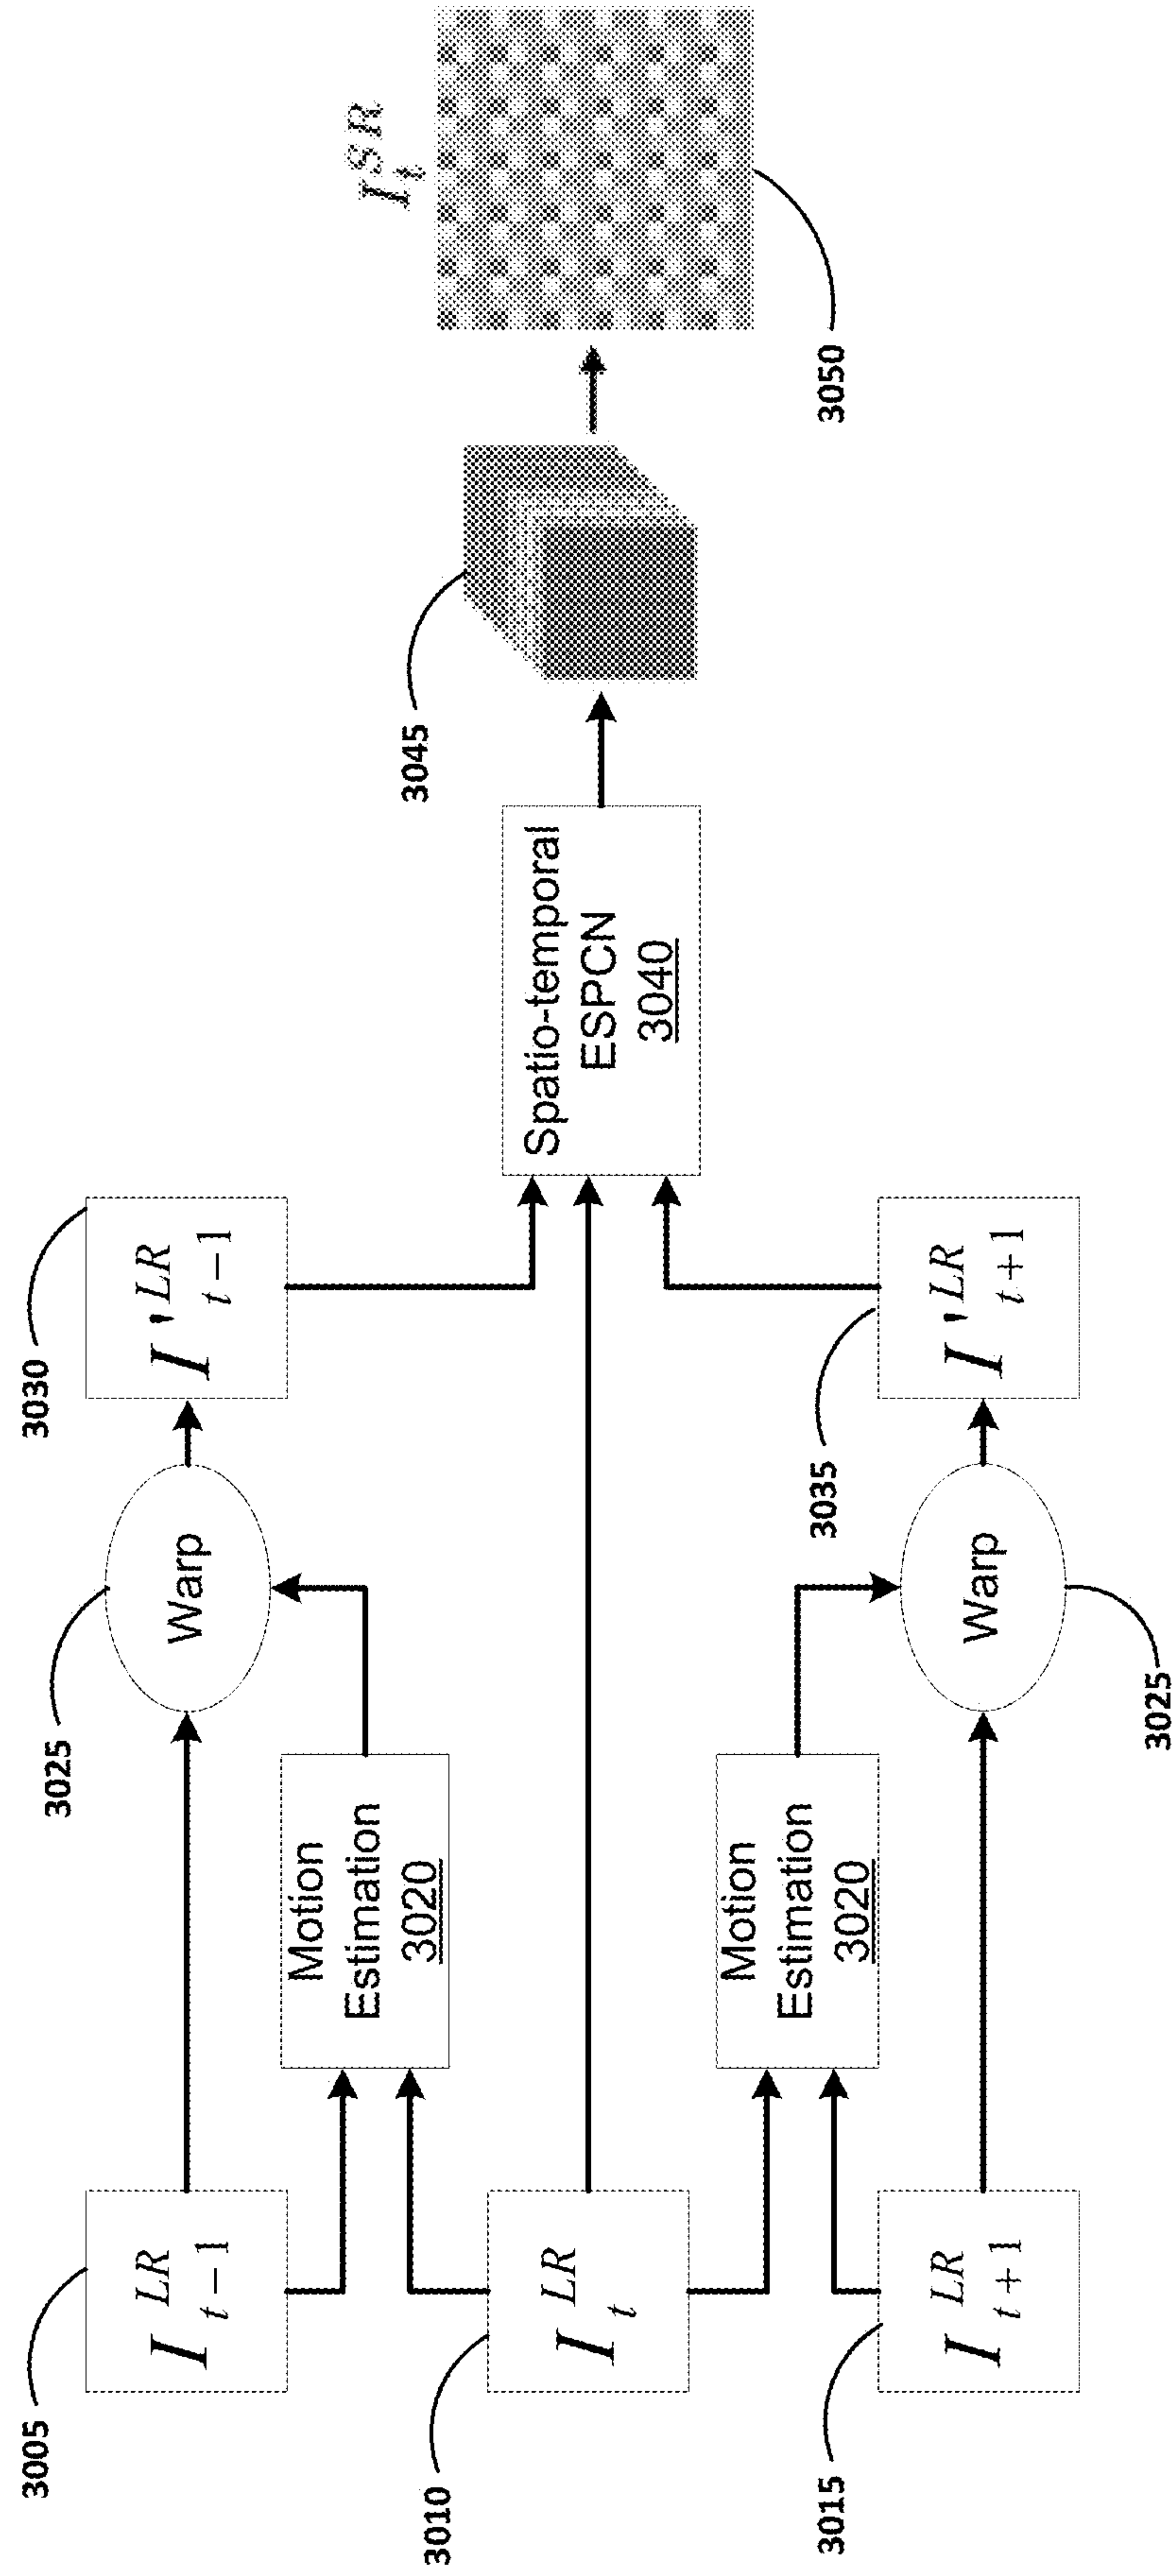 3005
I^{LR}_{t-1}
3010
I^{LR}_{t}
3015
I^{LR}_{t+1}
Motion
Estimation
3020
Motion
Estimation
3020
3025
Warp
Warp
3025
3030
I'^{LR}_{t-1}
3035
I'^{LR}_{t+1}
Spatio-temporal
ESPCN
3040
3045
I^{SR}_{t}
3050